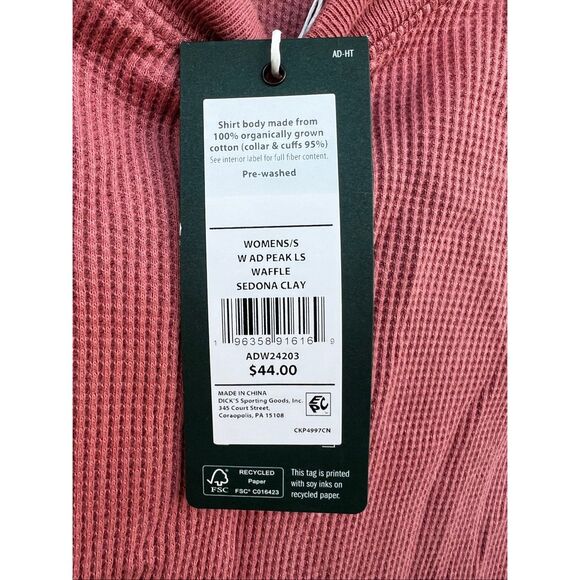 AD-HT
Shirt body made from
100% organically grown
cotton (collar & cuffs 95%)
See interior label for full fiber content.
Pre-washed
WOMENS/S
W AD PEAK LS
WAFFLE
SEDONA CLAY
1 96358 91616 9
ADW24203
$44.00
MADE IN CHINA
DICK'S Sporting Goods, Inc.
345 Court Street,
Coraopolis, PA 15108
CKP4997CN
FSC
RECYCLED
Paper
FSC® C016423
This tag is printed
with soy inks on
recycled paper.